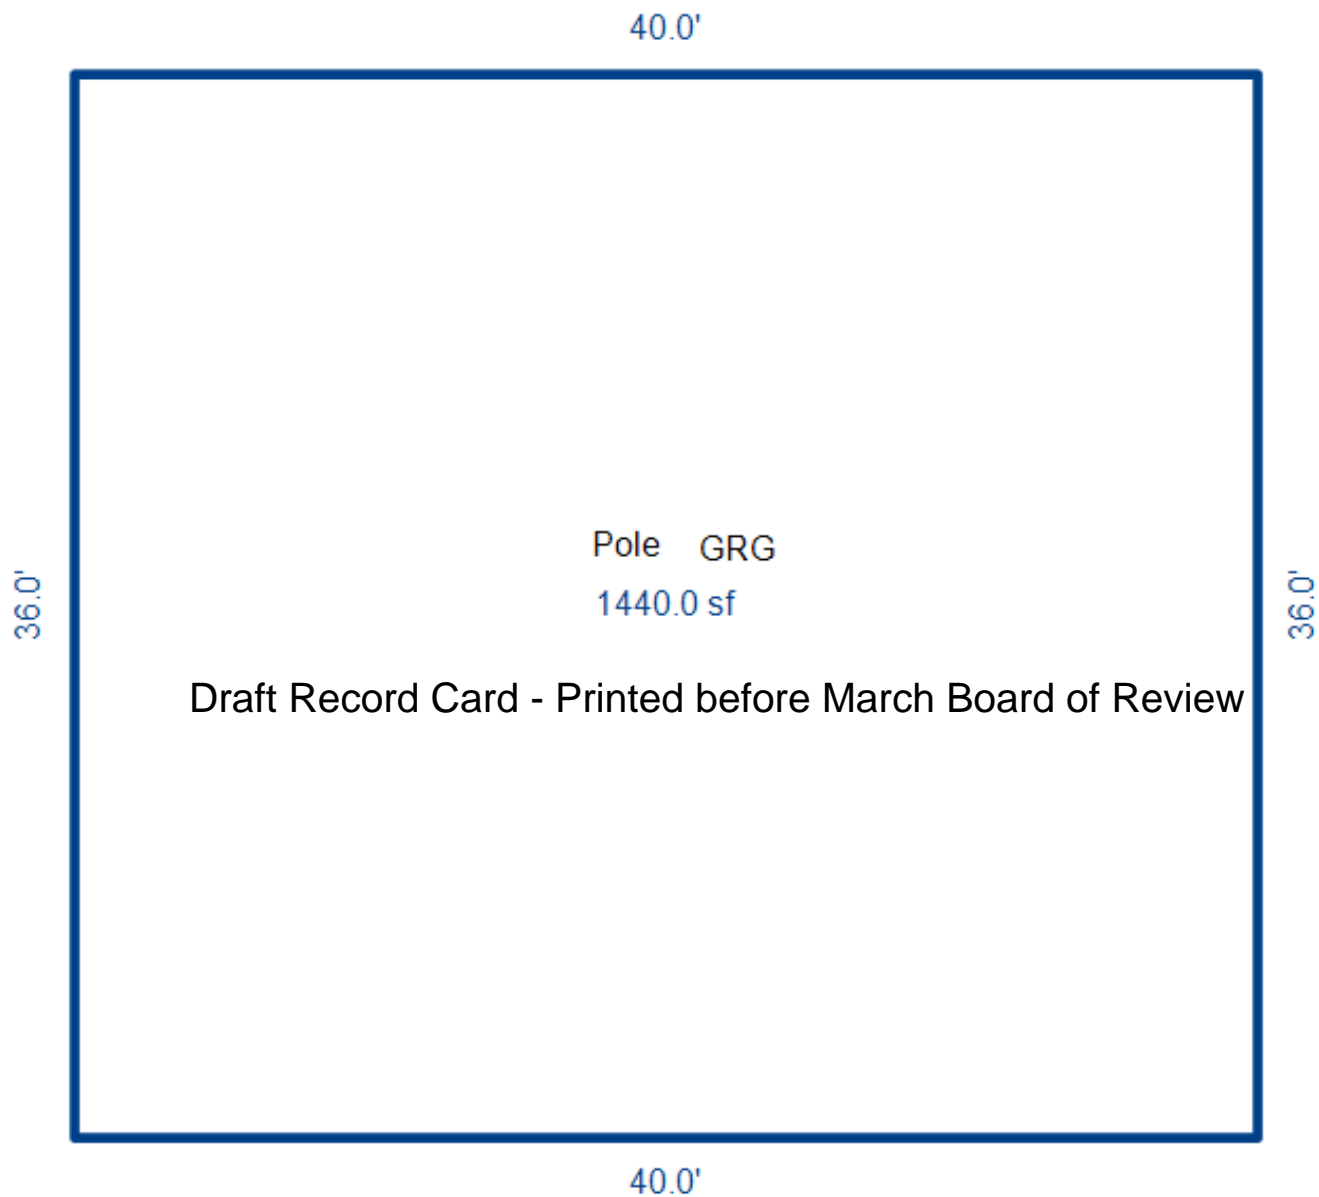 40.0'
36.0'
Pole GRG
1440.0 sf
36.0'
Draft Record Card - Printed before March Board of Review
40.0'